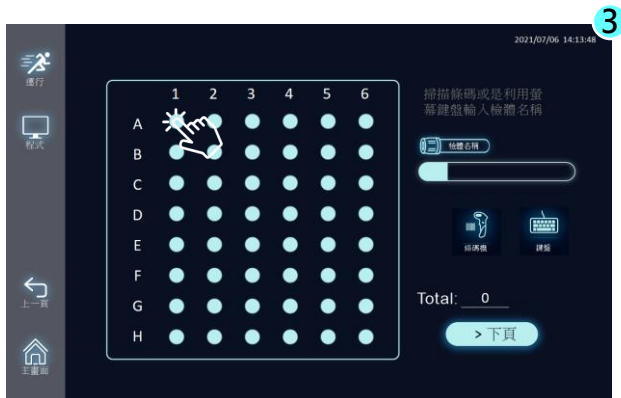 3
2021/07/06 14:13:48
運行
程式
上一頁
主畫面
1 2 3 4 5 6
A
B
C
D
E
F
G
H
掃描條碼或是利用螢
幕鍵盤輸入檢體名稱
檢體名稱
條碼機
鍵盤
Total: 0
> 下頁